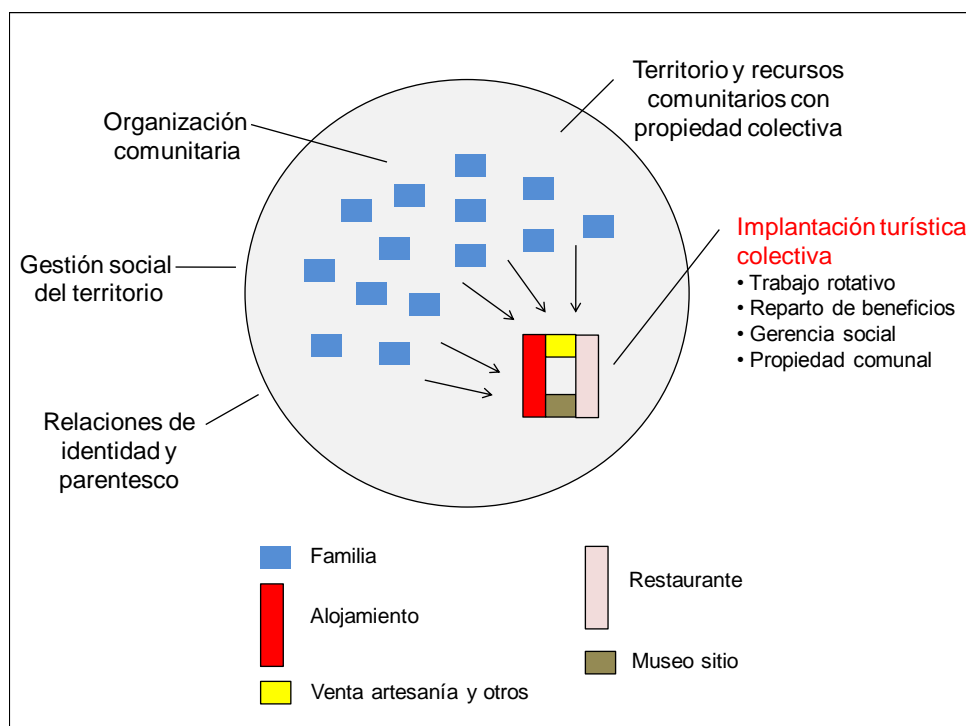 Organización
comunitaria
Territorio y recursos
comunitarios con
propiedad colectiva
Gestión social
del territorio
Implantación turística
colectiva
• Trabajo rotativo
• Reparto de beneficios
• Gerencia social
• Propiedad comunal
Relaciones de
identidad y
parentesco
Familia
Alojamiento
Venta artesanía y otros
Restaurante
Museo sitio